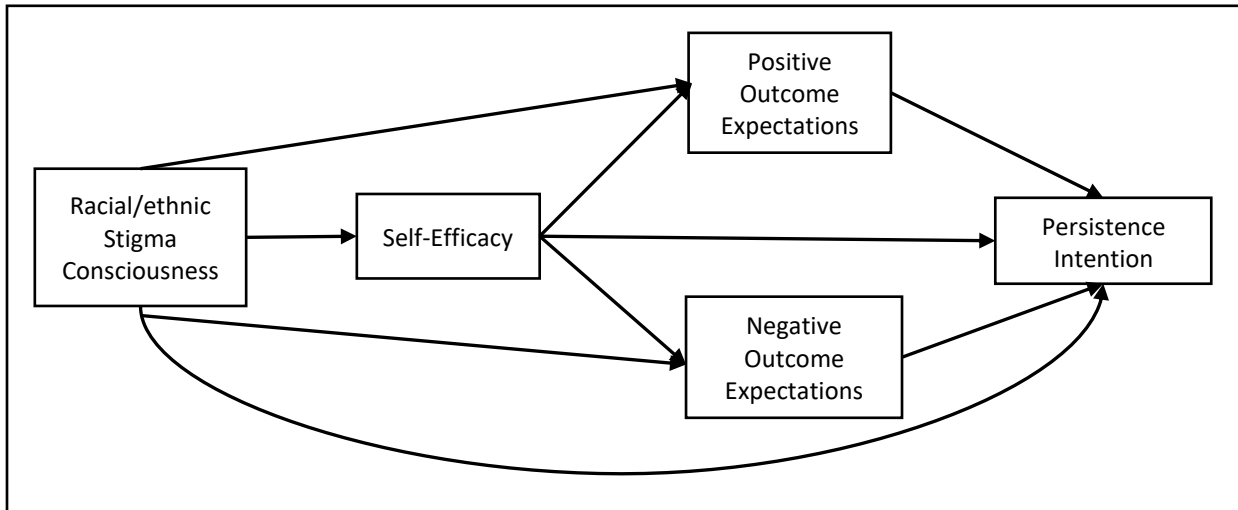 Positive
Outcome
Expectations
Racial/ethnic
Stigma
Consciousness
Self-Efficacy
Persistence
Intention
Negative
Outcome
Expectations